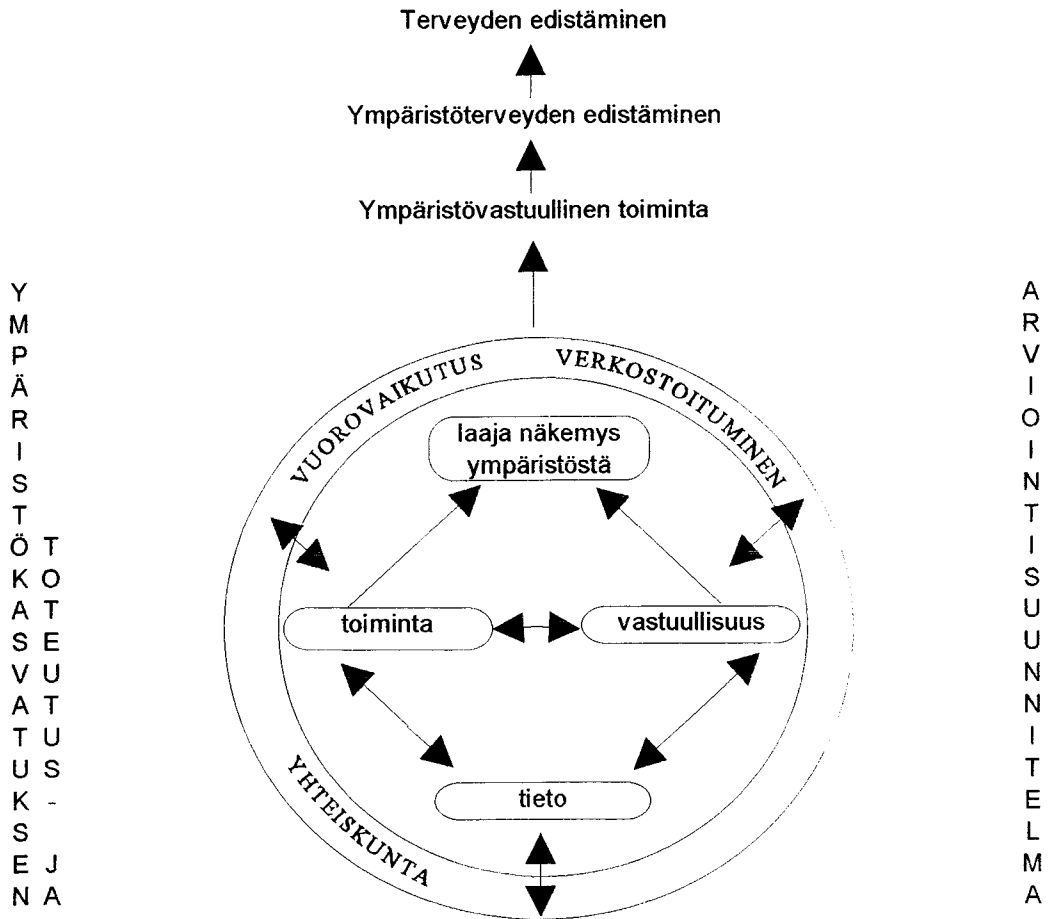 Terveyden edistäminen
Ympäristöterveyden edistäminen
Ympäristövastuullinen toiminta
YMPÄRISTÖKASVATUKSEN
TOTEUTUS- JA
VUOROVAIKUTUS
VERKOSTOITUMINEN
laaja näkemys
ympäristöstä
toiminta
vastuullisuus
tieto
YHTEISKUNTA
ARVIOINTISUUNNITELMA